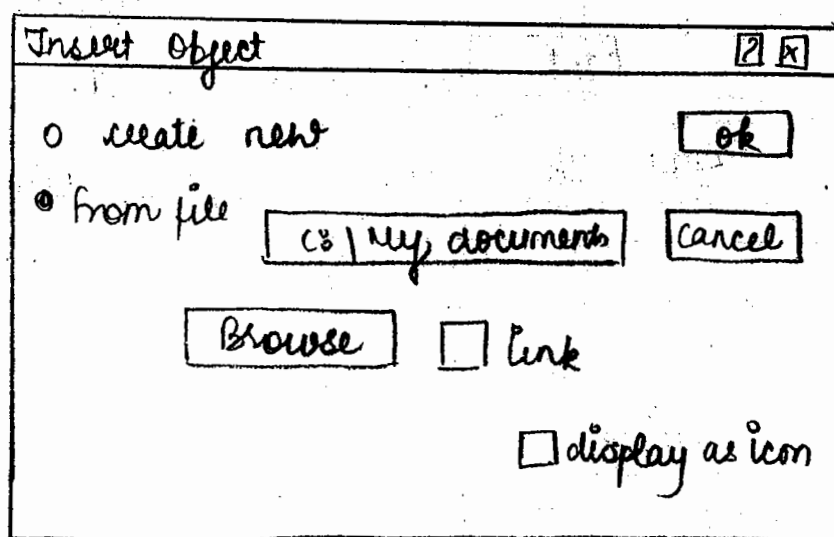 Insert Object ? x
o create new ok
from file C:\My documents cancel
Browse link
display as icon